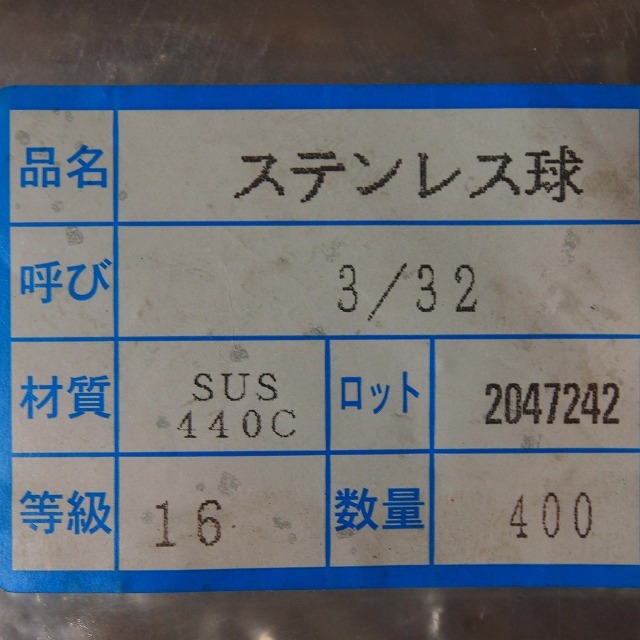 品名 ステンレス球
呼び 3/32
材質 SUS 440C ロット 2047242
等級 16 数量 400